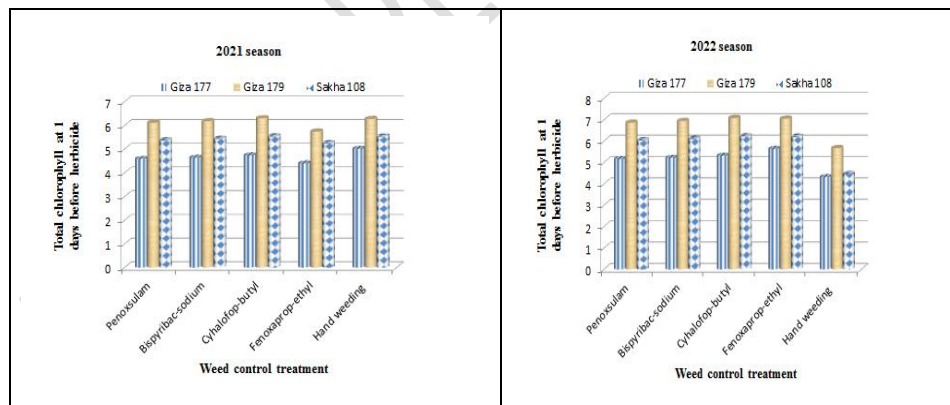 2021 season
Giza 177 Giza 179 Sakha 108
Total chlorophyll at 1
days before herbicide
7
6
5
4
3
2
1
0
Penoxsulam
Bispyribac-sodium
Cyhalofop-butyl
Fenoxaprop-ethyl
Hand weeding
Weed control treatment
2022 season
Giza 177 Giza 179 Sakha 108
Total chlorophyll at 1
days before herbicide
8
7
6
5
4
3
2
1
0
Penoxsulam
Bispyribac-sodium
Cyhalofop-butyl
Fenoxaprop-ethyl
Hand weeding
Weed control treatment